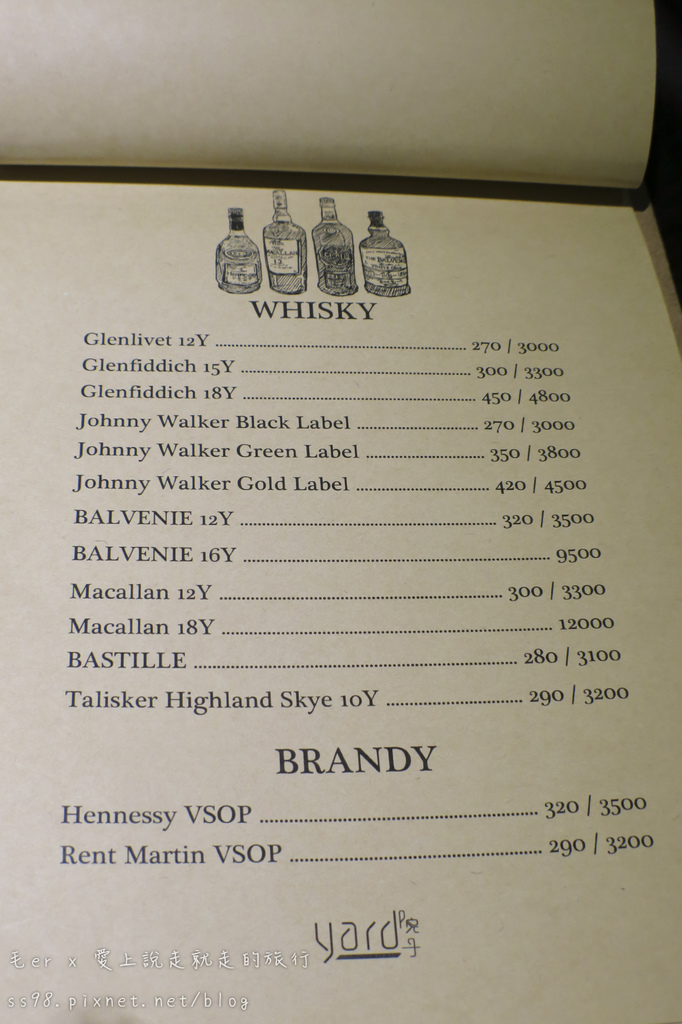 WHISKY
Glenlivet 12Y ........ 270 / 3000
Glenfiddich 15Y ........ 300 / 3300
Glenfiddich 18Y ........ 450 / 4800
Johnny Walker Black Label ........ 270 / 3000
Johnny Walker Green Label ........ 350 / 3800
Johnny Walker Gold Label ........ 420 / 4500
BALVENIE 12Y ........ 320 / 3500
BALVENIE 16Y ........ 9500
Macallan 12Y ........ 300 / 3300
Macallan 18Y ........ 12000
BASTILLE ........ 280 / 3100
Talisker Highland Skye 10Y ........ 290 / 3200
BRANDY
Hennessy VSOP ........ 320 / 3500
Rent Martin VSOP ........ 290 / 3200
yard院子
毛er x 愛上說走就走的旅行
ss98.pixnet.net/blog